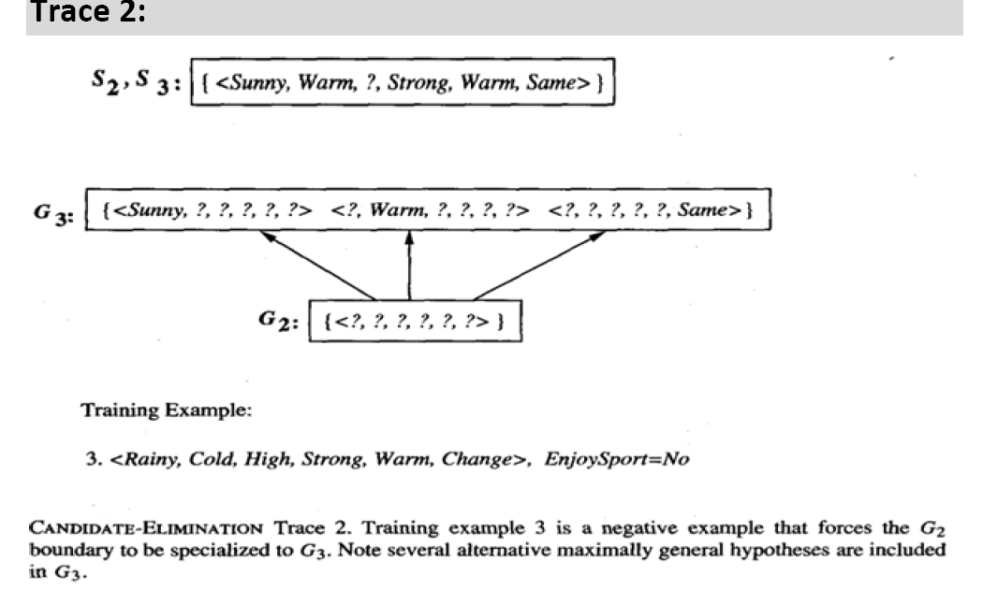 Trace 2:
S2, S 3: { <Sunny, Warm, ?, Strong, Warm, Same> }
G 3: {<Sunny, ?, ?, ?, ?, ?> <?, Warm, ?, ?, ?, ?> <?, ?, ?, ?, ?, Same>}
G2: {<?, ?, ?, ?, ?, ?> }
Training Example:
3. <Rainy, Cold, High, Strong, Warm, Change>, EnjoySport=No
CANDIDATE-ELIMINATION Trace 2. Training example 3 is a negative example that forces the G2
boundary to be specialized to G3. Note several alternative maximally general hypotheses are included
in G3.